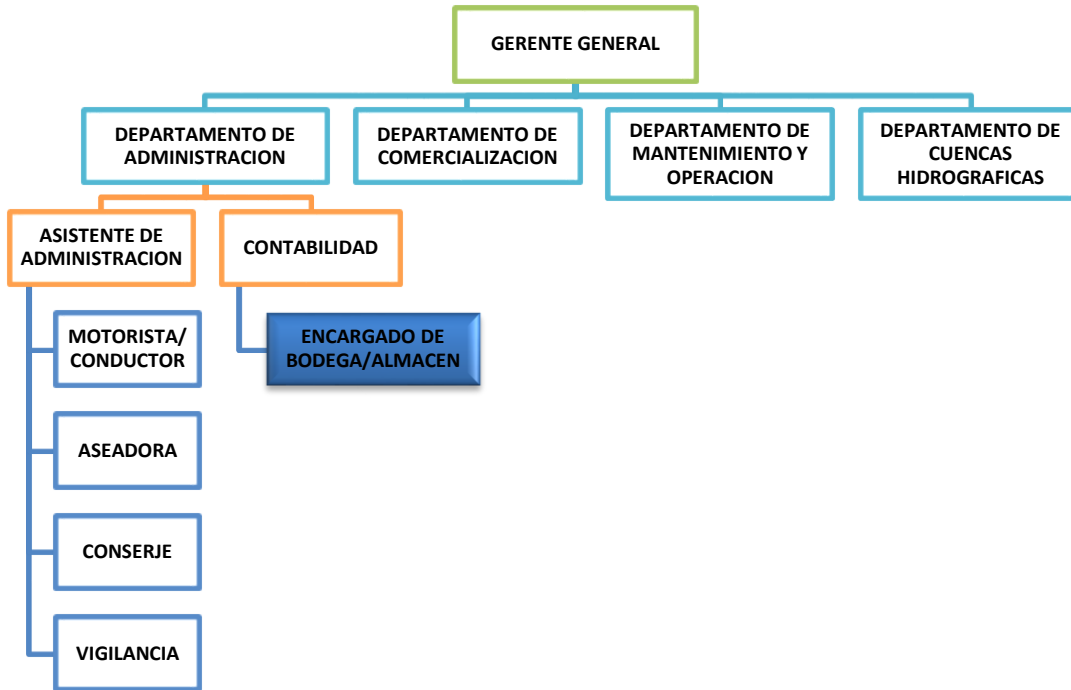 GERENTE GENERAL
DEPARTAMENTO DE
ADMINISTRACION
DEPARTAMENTO DE
COMERCIALIZACION
DEPARTAMENTO DE
MANTENIMIENTO Y
OPERACION
DEPARTAMENTO DE
CUENCAS
HIDROGRAFICAS
ASISTENTE DE
ADMINISTRACION
CONTABILIDAD
MOTORISTA/
CONDUCTOR
ENCARGADO DE
BODEGA/ALMACEN
ASEADORA
CONSERJE
VIGILANCIA